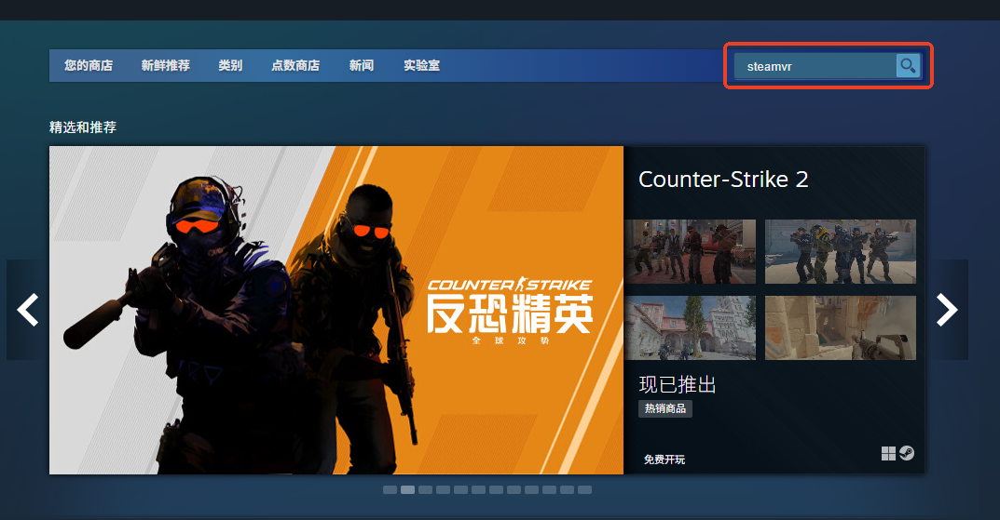 您的商店 新鲜推荐 类别 点数商店 新闻 实验室 steamvr
精选和推荐
COUNTER STRIKE
反恐精英
全球攻势
Counter-Strike 2
现已推出
热销商品
免费开玩